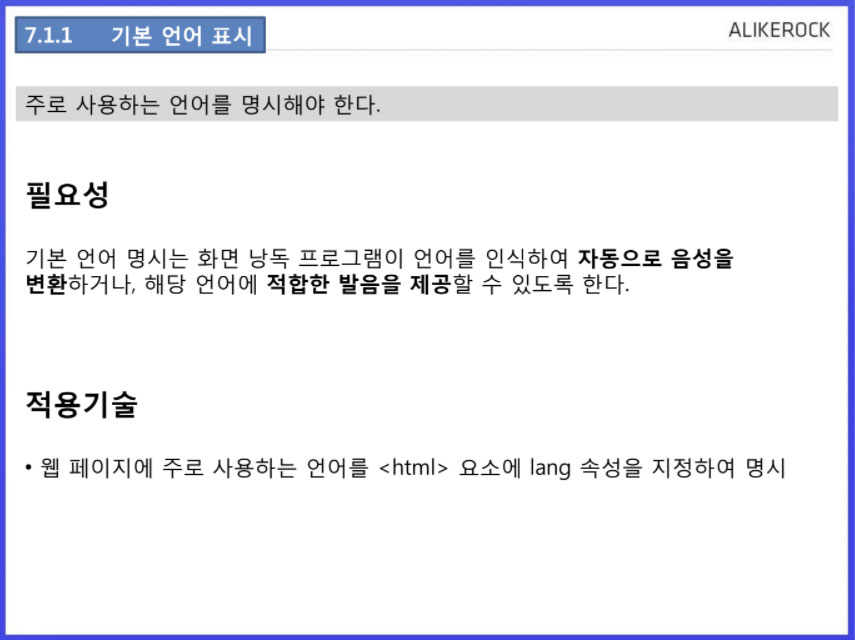 7.1.1 기본 언어 표시
ALIKEROCK
주로 사용하는 언어를 명시해야 한다.
필요성
기본 언어 명시는 화면 낭독 프로그램이 언어를 인식하여 자동으로 음성을
변환하거나, 해당 언어에 적합한 발음을 제공할 수 있도록 한다.
적용기술
• 웹 페이지에 주로 사용하는 언어를 <html> 요소에 lang 속성을 지정하여 명시